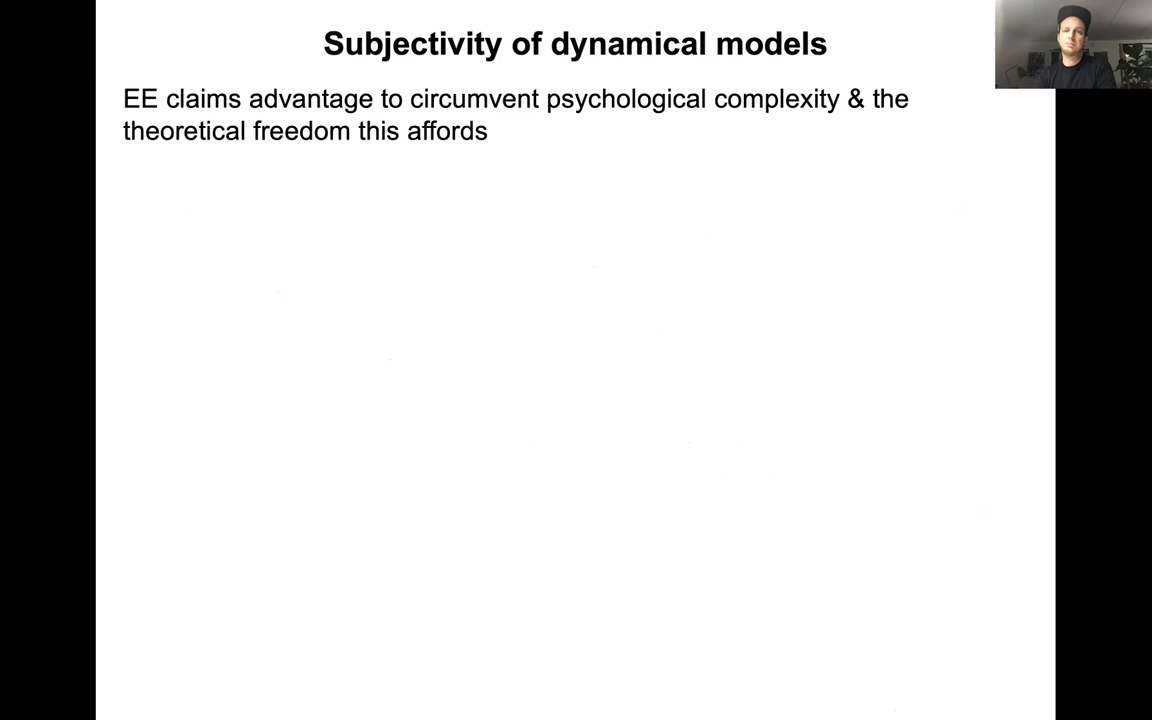 Subjectivity of dynamical models
EE claims advantage to circumvent psychological complexity & the
theoretical freedom this affords